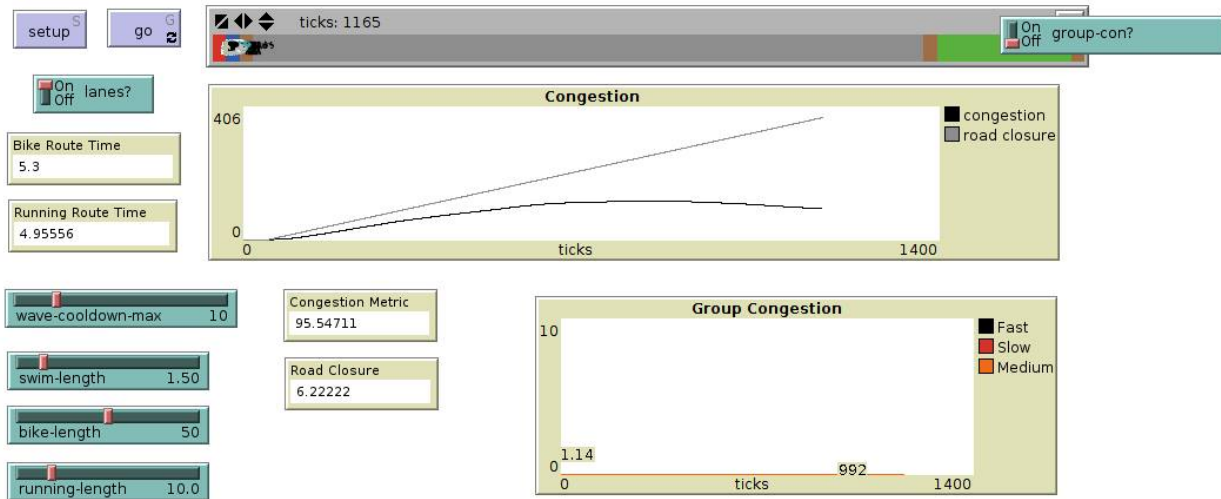 S
setup
G
go
ticks: 1165
On
Off
group-con?
On
Off
lanes?
Bike Route Time
5.3
Running Route Time
4.95556
Congestion
406
0
0
ticks
1400
congestion
road closure
wave-cooldown-max 10
swim-length 1.50
bike-length 50
running-length 10.0
Congestion Metric
95.54711
Road Closure
6.22222
Group Congestion
10
0
1.14
992
0
ticks
1400
Fast
Slow
Medium